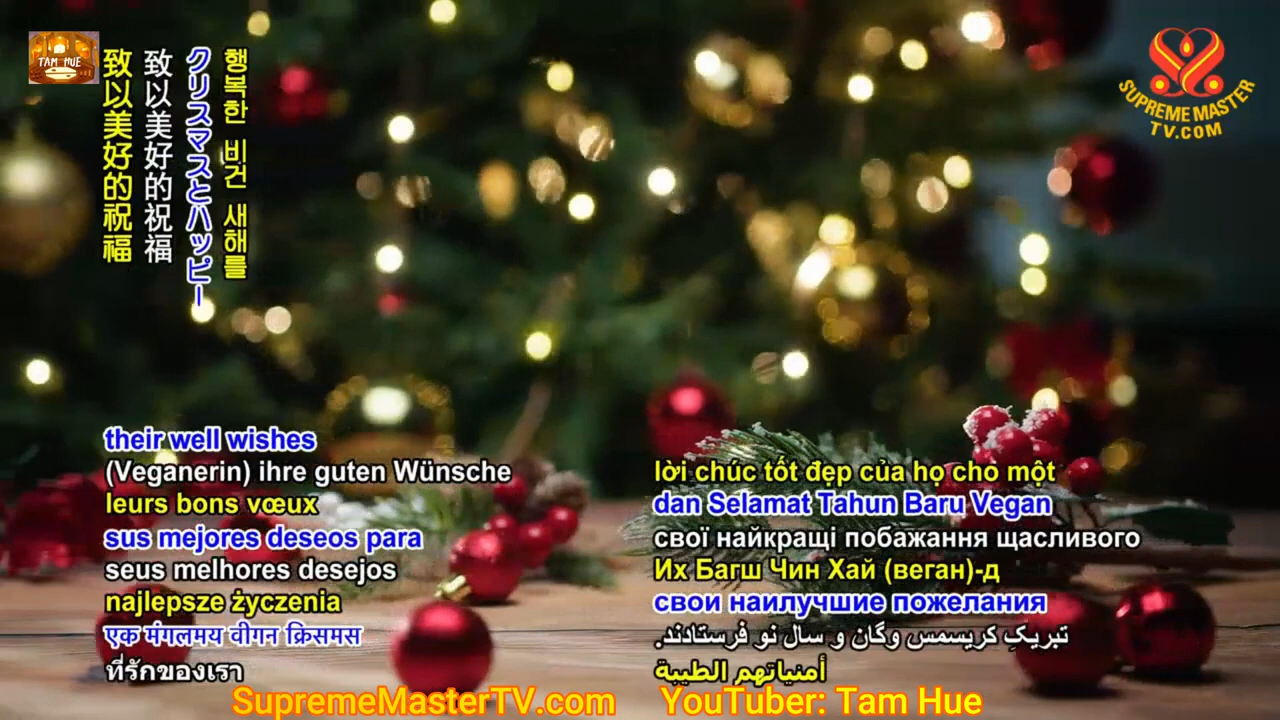 TAM HUE
致以美好的祝福
致以美好的祝福
クリスマスとハッピー
행복한 비건 새해를
SUPREME MASTER
TV.COM
their well wishes
(Veganerin) ihre guten Wünsche
leurs bons vœux
sus mejores deseos para
seus melhores desejos
najlepsze życzenia
एक मंगलमय वीगन क्रिसमस
ที่รักของเรา
lời chúc tốt đẹp của họ cho một
dan Selamat Tahun Baru Vegan
свої найкращі побажання щасливого
Их Багш Чин Хай (веган)-д
свои наилучшие пожелания
تبریکِ کریسمس وگان و سال نو فرستادند.
أمنياتهم الطيبة
SupremeMasterTV.com YouTuber: Tam Hue